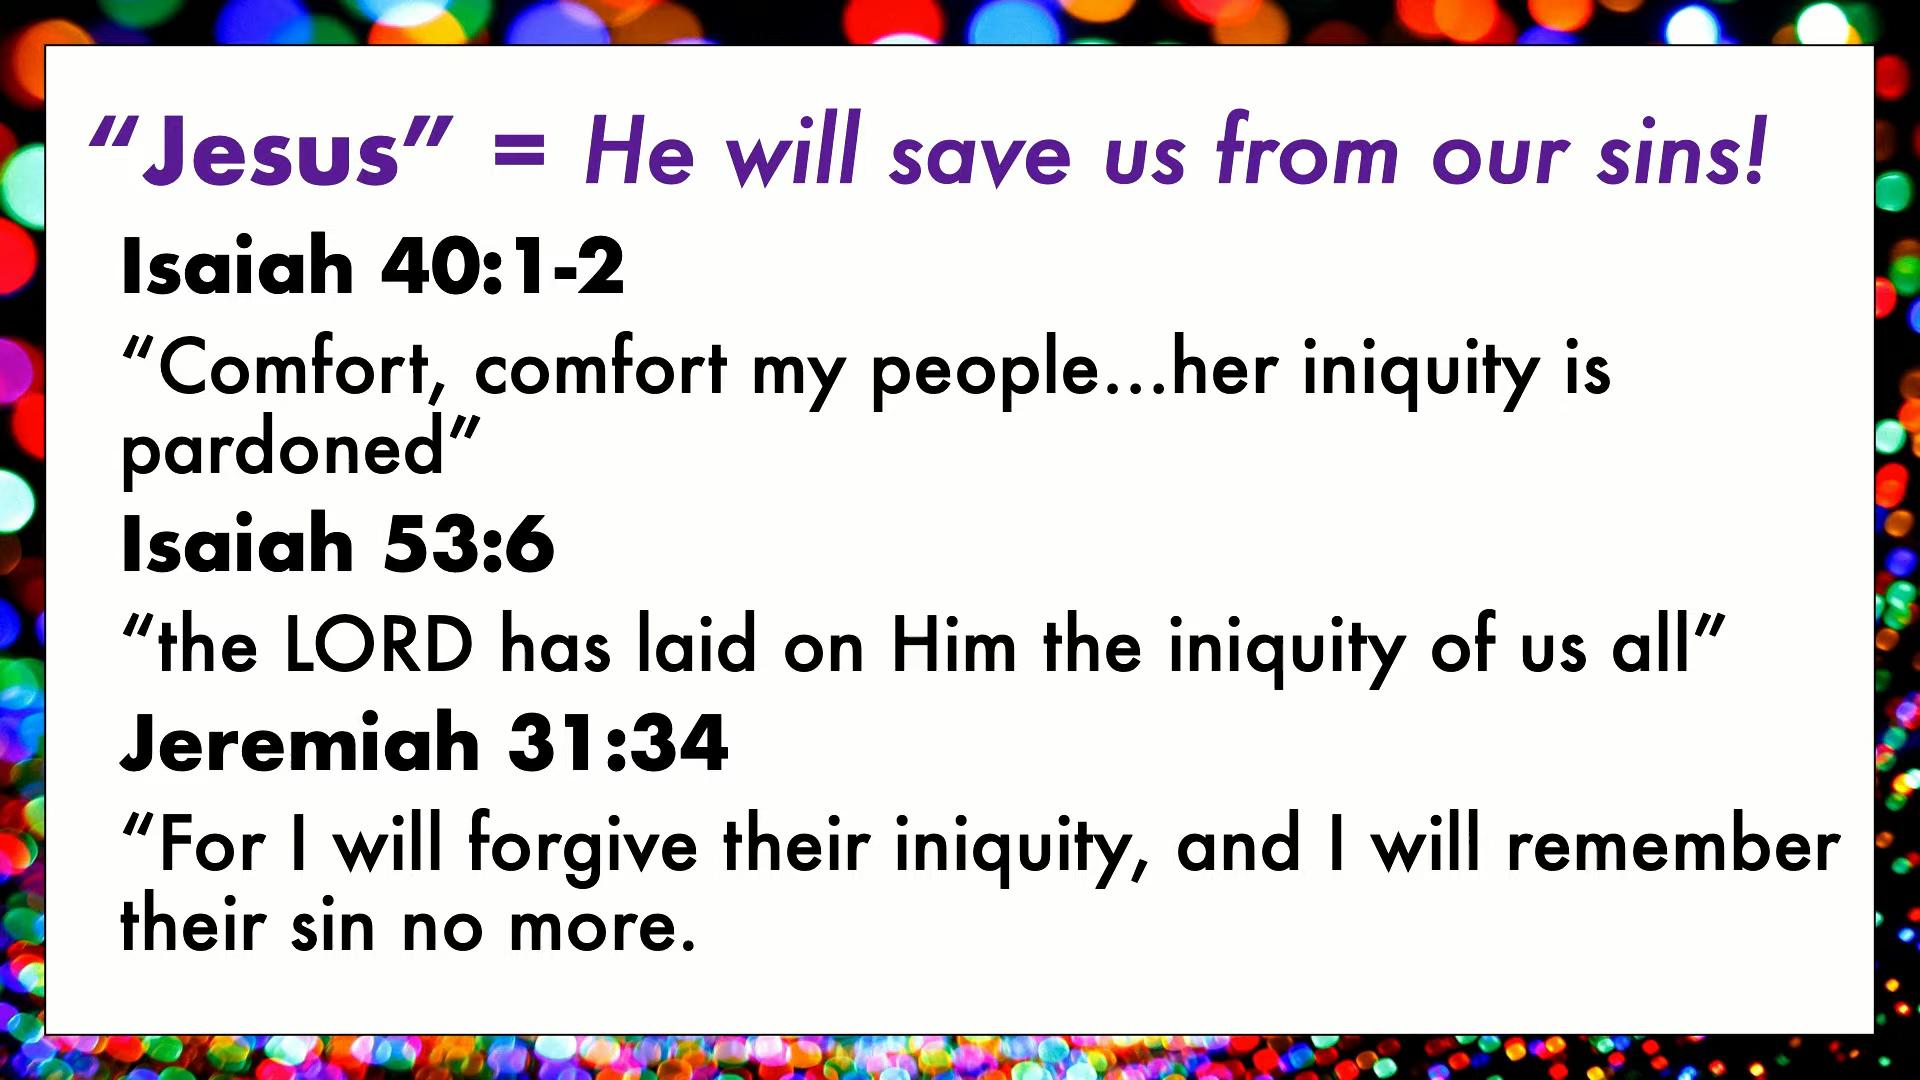 “Jesus” = He will save us from our sins!
Isaiah 40:1-2
“Comfort, comfort my people…her iniquity is
pardoned”
Isaiah 53:6
“the LORD has laid on Him the iniquity of us all”
Jeremiah 31:34
“For I will forgive their iniquity, and I will remember
their sin no more.